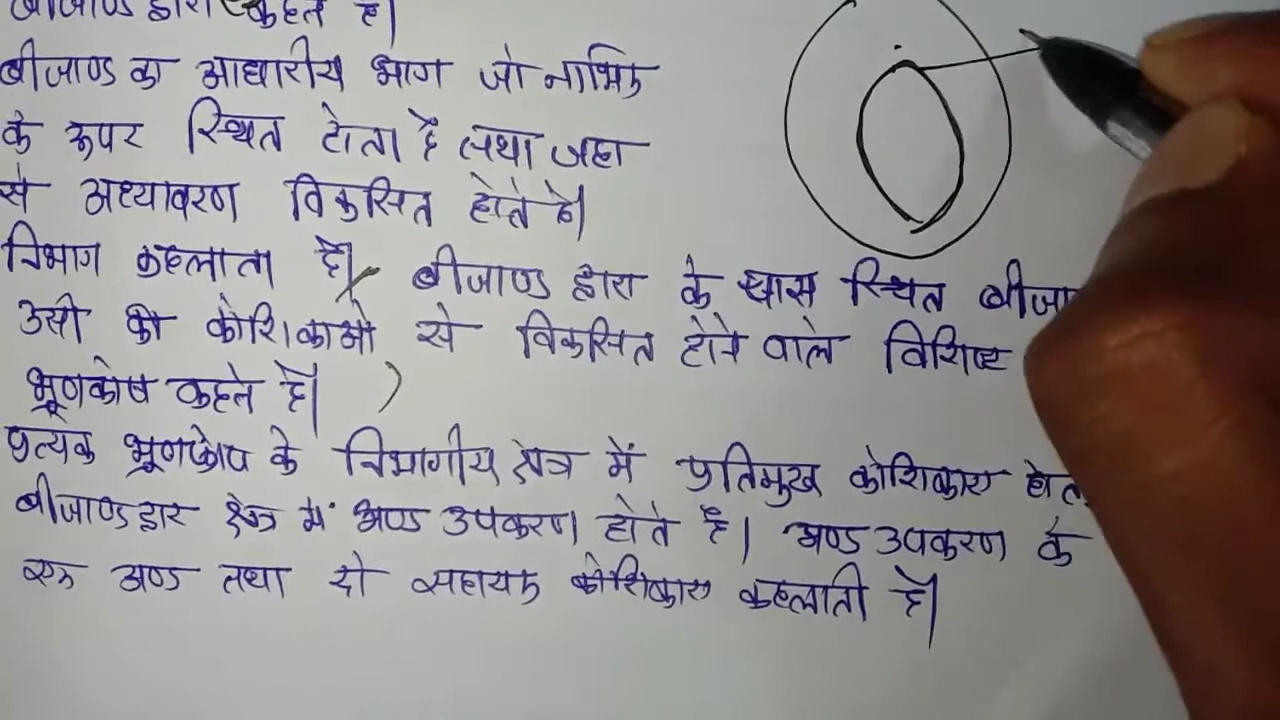 बीजाण्ड द्वारा कहते है।
बीजाण्ड का आधारीय भाग जो नाभिक
के ऊपर स्थित होता है तथा जहा
से अध्यावरण विकसित होते है।
निभाग कहलाता है। बीजाण्ड द्वारा के पास स्थित
उसी की कोशिकाओ से विकसित होने वाले विशिष्ट
भ्रूणकोष कहते है।
प्रत्येक भ्रूणकोष के निभागीय क्षेत्र में प्रतिमुख कोशिकाए
बीजाण्डद्वार क्षेत्र में अण्ड उपकरण होते है। अण्ड उपकरण के
एक अण्ड तथा दो सहायक कोशिकाए कहलाती है।